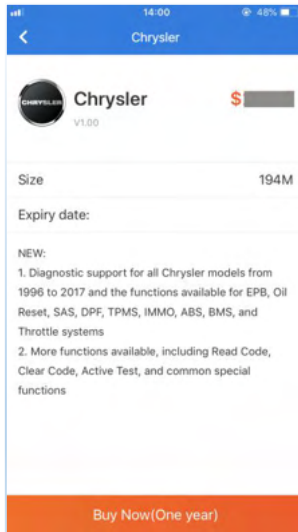 14:00
48%
Chrysler
CHRYSLER
Chrysler
$
V1.00
Size
194M
Expiry date:
NEW:
1. Diagnostic support for all Chrysler models from
1996 to 2017 and the functions available for EPB, Oil
Reset, SAS, DPF, TPMS, IMMO, ABS, BMS, and
Throttle systems
2. More functions available, including Read Code,
Clear Code, Active Test, and common special
functions
Buy Now(One year)